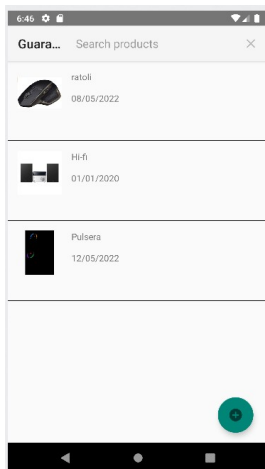 6:46
Guara... Search products
ratoli
08/05/2022
Hi-fi
01/01/2020
Pulsera
12/05/2022